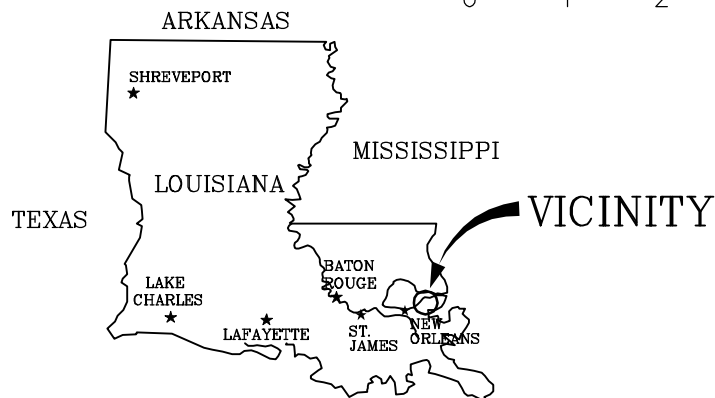 ARKANSAS
SHREVEPORT
MISSISSIPPI
LOUISIANA
TEXAS
VICINITY
BATON
ROUGE
LAKE
CHARLES
LAFAYETTE
ST.
JAMES
NEW
ORLEANS